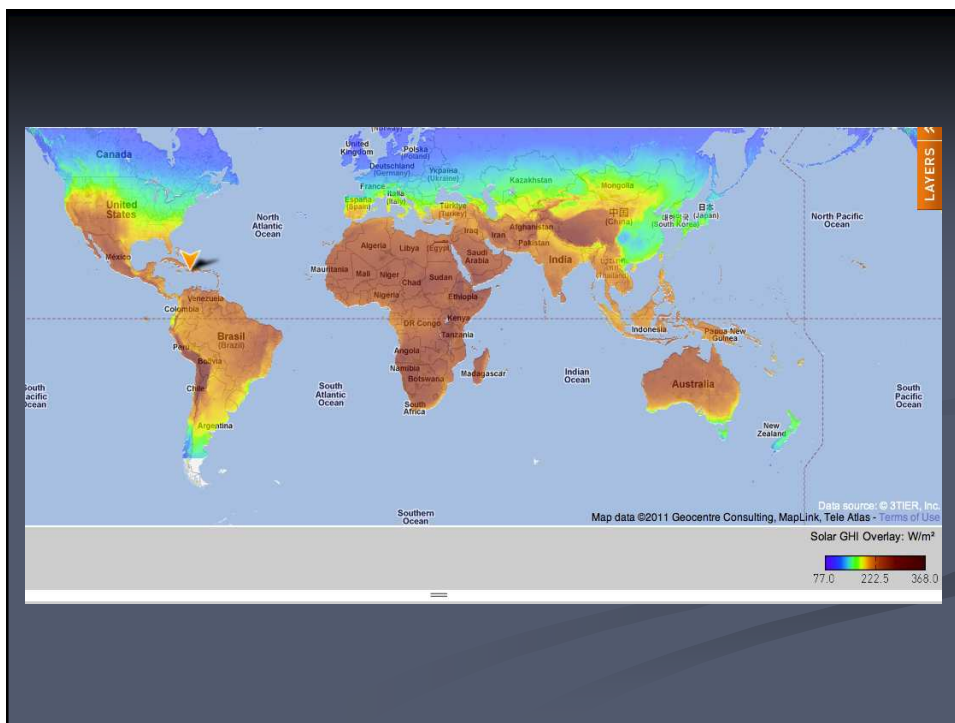 LAYERS
Canada
United
States
México
North
Atlantic
Ocean
Venezuela
Colombia
Brasil
(Brazil)
Peru
Bolivia
Chile
Argentina
South
Pacific
Ocean
South
Atlantic
Ocean
(Norway)
United
Kingdom
Polska
(Poland)
Deutschland
(Germany)
Україна
(Ukraine)
France
Italia
(Italy)
España
(Spain)
Türkiye
(Turkey)
Kazakhstan
Mongolia
中国
(China)
대한민국
(South Korea)
日本
(Japan)
Iraq
Iran
Afghanistan
Pakistan
India
(Thailand)
Algeria
Libya
Egypt
Saudi
Arabia
Mauritania
Mali
Niger
Chad
Sudan
Nigeria
Ethiopia
DR Congo
Kenya
Tanzania
Angola
Namibia
Botswana
Madagascar
South
Africa
Indian
Ocean
Indonesia
Papua New
Guinea
Australia
New
Zealand
North Pacific
Ocean
South
Pacific
Ocean
Southern
Ocean
Data source: © 3TIER, Inc.
Map data ©2011 Geocentre Consulting, MapLink, Tele Atlas - Terms of Use
Solar GHI Overlay: W/m²
77.0 222.5 368.0